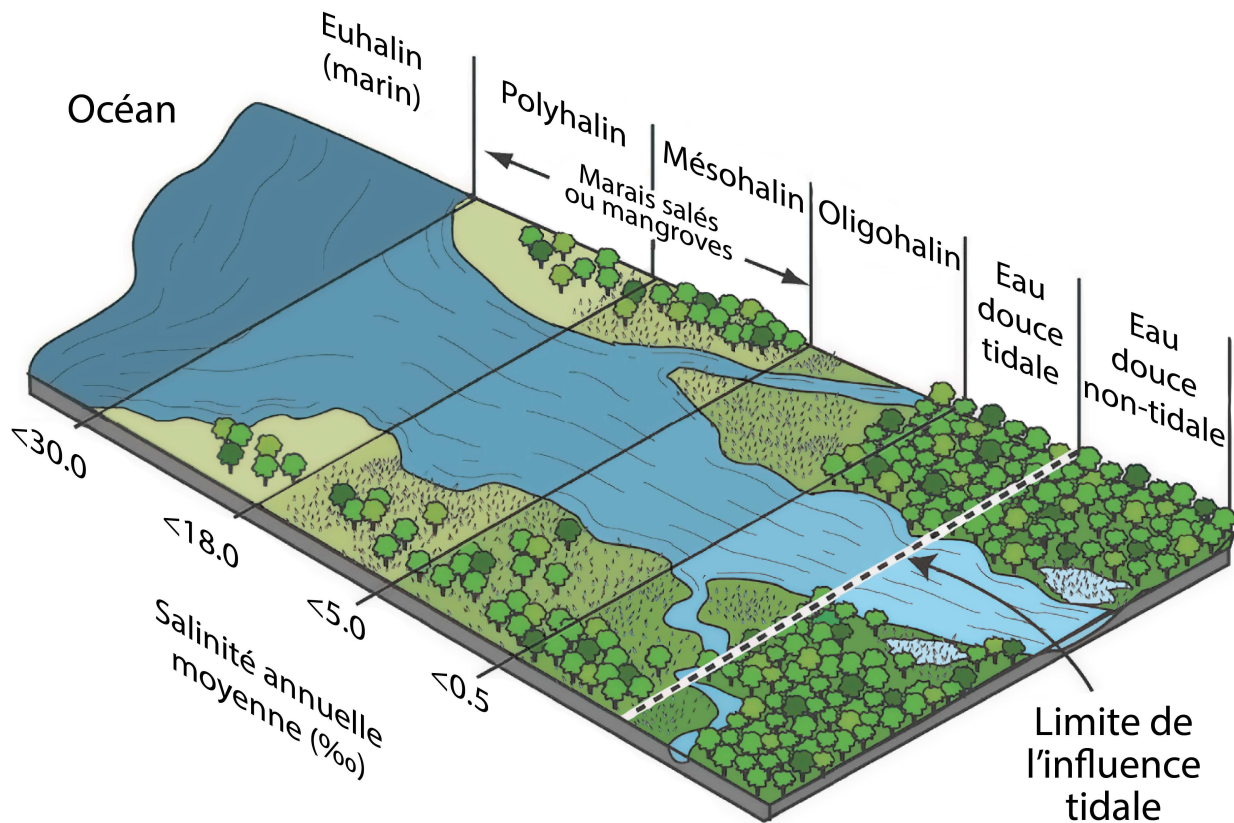 Océan
Euhalin
(marin)
Polyhalin
Mésohalin
Oligohalin
Eau
douce
tidale
Eau
douce
non-tidale
Marais salés
ou mangroves
<30.0
<18.0
<5.0
<0.5
Salinité annuelle
moyenne (‰)
Limite de
l’influence
tidale